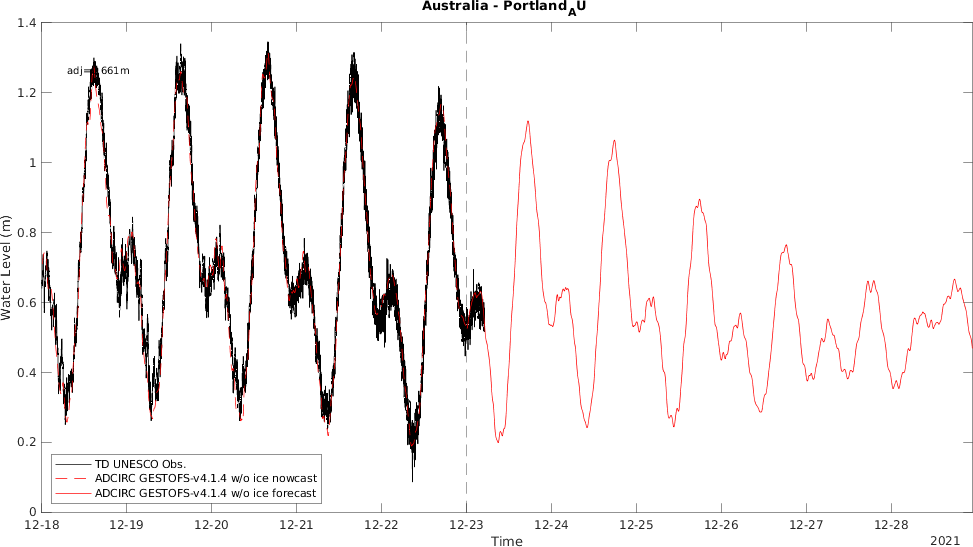 Australia - Portland_AU
1.4
adj= 661m
1.2
1
0.8
Water Level (m)
0.6
0.4
0.2
TD UNESCO Obs.
ADCIRC GESTOFS-v4.1.4 w/o ice nowcast
ADCIRC GESTOFS-v4.1.4 w/o ice forecast
0
12-18 12-19 12-20 12-21 12-22 12-23 12-24 12-25 12-26 12-27 12-28
Time
2021